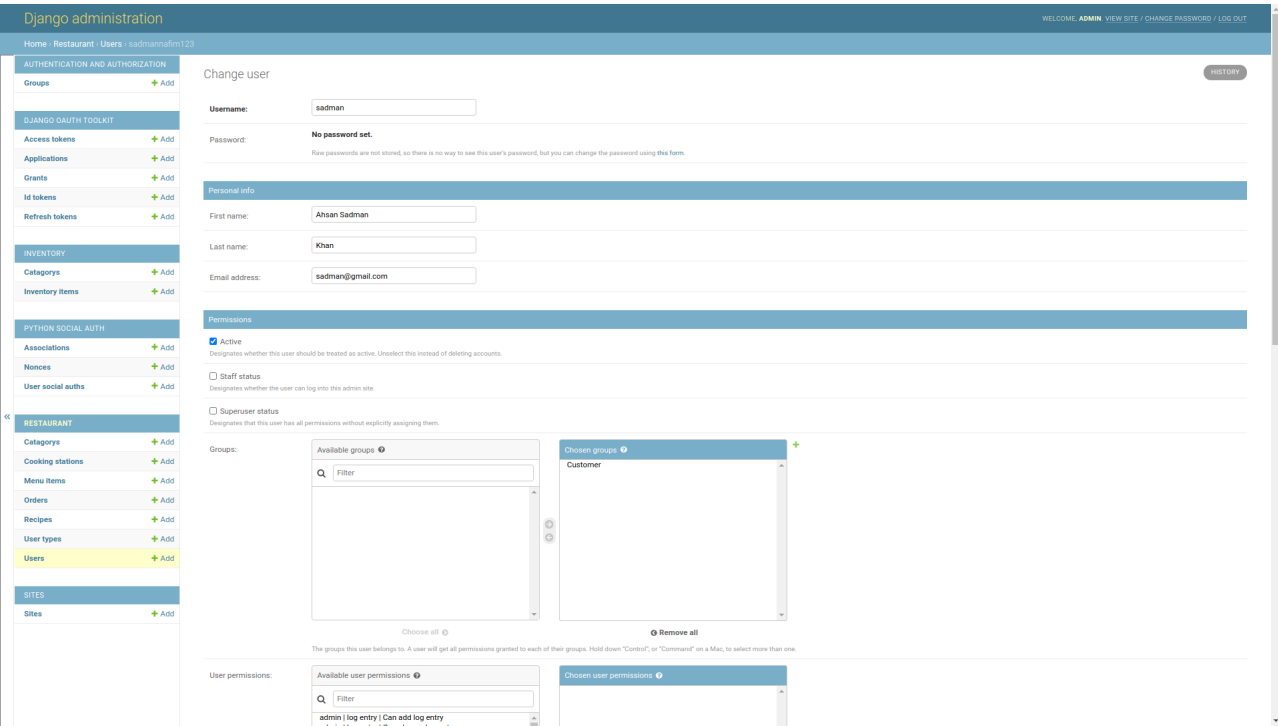 Django administration
WELCOME, ADMIN. VIEW SITE / CHANGE PASSWORD / LOG OUT
Home › Restaurant › Users › sadmannafim123
AUTHENTICATION AND AUTHORIZATION
Groups + Add
DJANGO OAUTH TOOLKIT
Access tokens + Add
Applications + Add
Grants + Add
Id tokens + Add
Refresh tokens + Add
INVENTORY
Catagorys + Add
Inventory items + Add
PYTHON SOCIAL AUTH
Associations + Add
Nonces + Add
User social auths + Add
«
RESTAURANT
Catagorys + Add
Cooking stations + Add
Menu items + Add
Orders + Add
Recipes + Add
User types + Add
Users + Add
SITES
Sites + Add
Change user
HISTORY
Username: sadman
Password: No password set.
Raw passwords are not stored, so there is no way to see this user's password, but you can change the password using this form.
Personal info
First name: Ahsan Sadman
Last name: Khan
Email address: sadman@gmail.com
Permissions
Active
Designates whether this user should be treated as active. Unselect this instead of deleting accounts.
Staff status
Designates whether the user can log into this admin site.
Superuser status
Designates that this user has all permissions without explicitly assigning them.
Groups:
Available groups
Filter
Choose all
Chosen groups
Customer
Remove all
The groups this user belongs to. A user will get all permissions granted to each of their groups. Hold down "Control", or "Command" on a Mac, to select more than one.
User permissions:
Available user permissions
Filter
admin | log entry | Can add log entry
Chosen user permissions